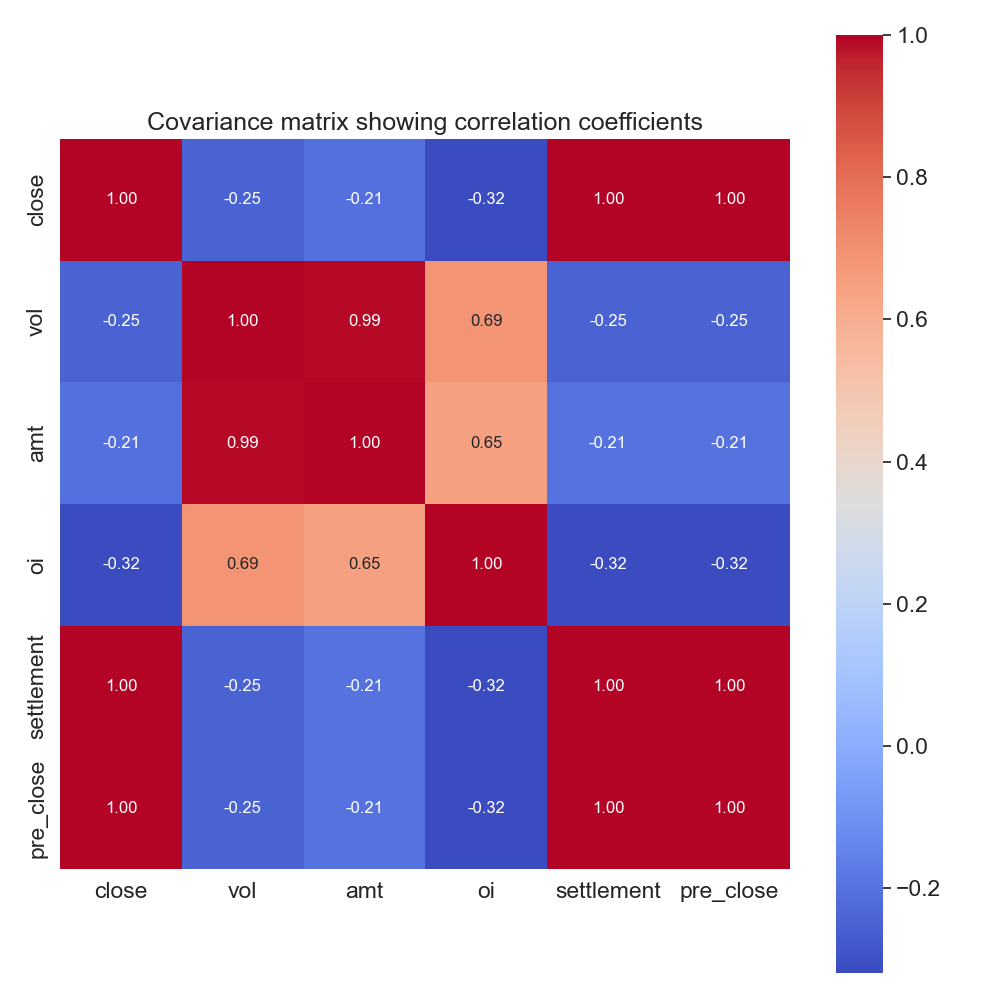 Covariance matrix showing correlation coefficients
close 1.00 -0.25 -0.21 -0.32 1.00 1.00
vol -0.25 1.00 0.99 0.69 -0.25 -0.25
amt -0.21 0.99 1.00 0.65 -0.21 -0.21
oi -0.32 0.69 0.65 1.00 -0.32 -0.32
settlement 1.00 -0.25 -0.21 -0.32 1.00 1.00
pre_close 1.00 -0.25 -0.21 -0.32 1.00 1.00
close vol amt oi settlement pre_close
1.0
0.8
0.6
0.4
0.2
0.0
−0.2